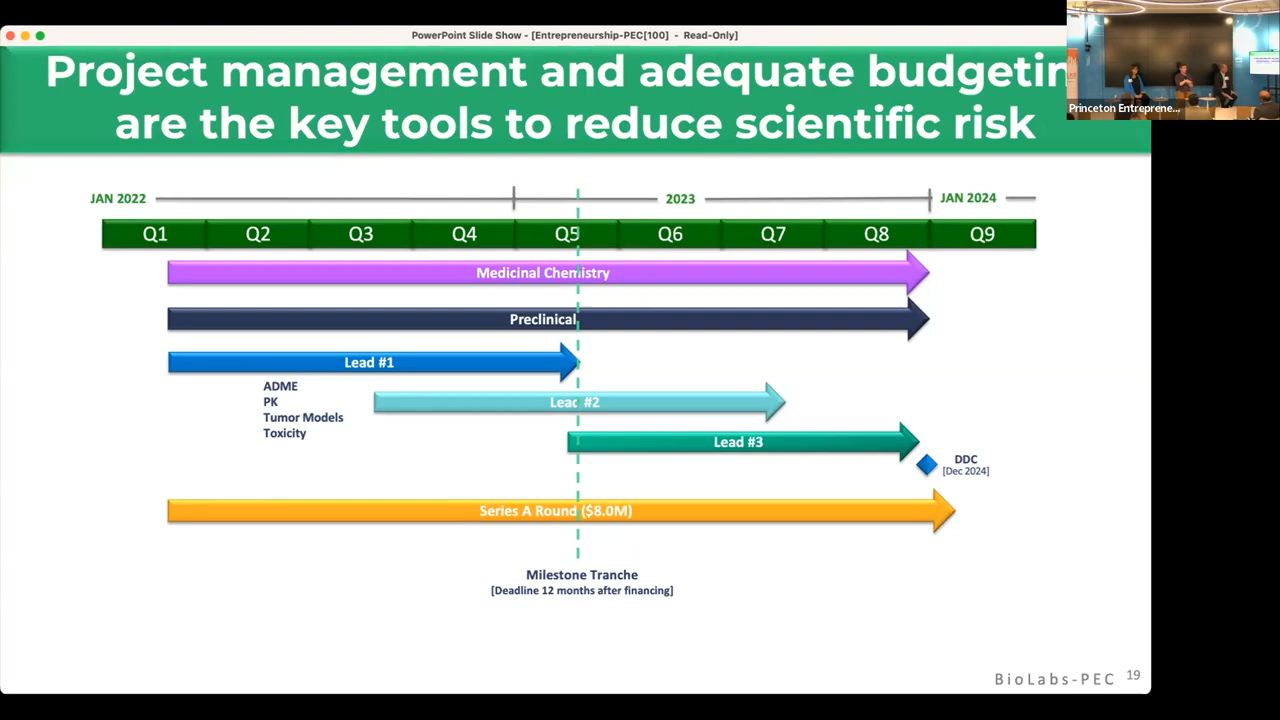 PowerPoint Slide Show - [Entrepreneurship-PEC[100] - Read-Only]
Project management and adequate budgetin
are the key tools to reduce scientific risk
Princeton Entreprene...
JAN 2022
2023
JAN 2024
Q1 Q2 Q3 Q4 Q5 Q6 Q7 Q8 Q9
Medicinal Chemistry
Preclinical
Lead #1
ADME
PK
Tumor Models
Toxicity
Lead #2
Lead #3
DDC
[Dec 2024]
Series A Round ($8.0M)
Milestone Tranche
[Deadline 12 months after financing]
BioLabs-PEC 19